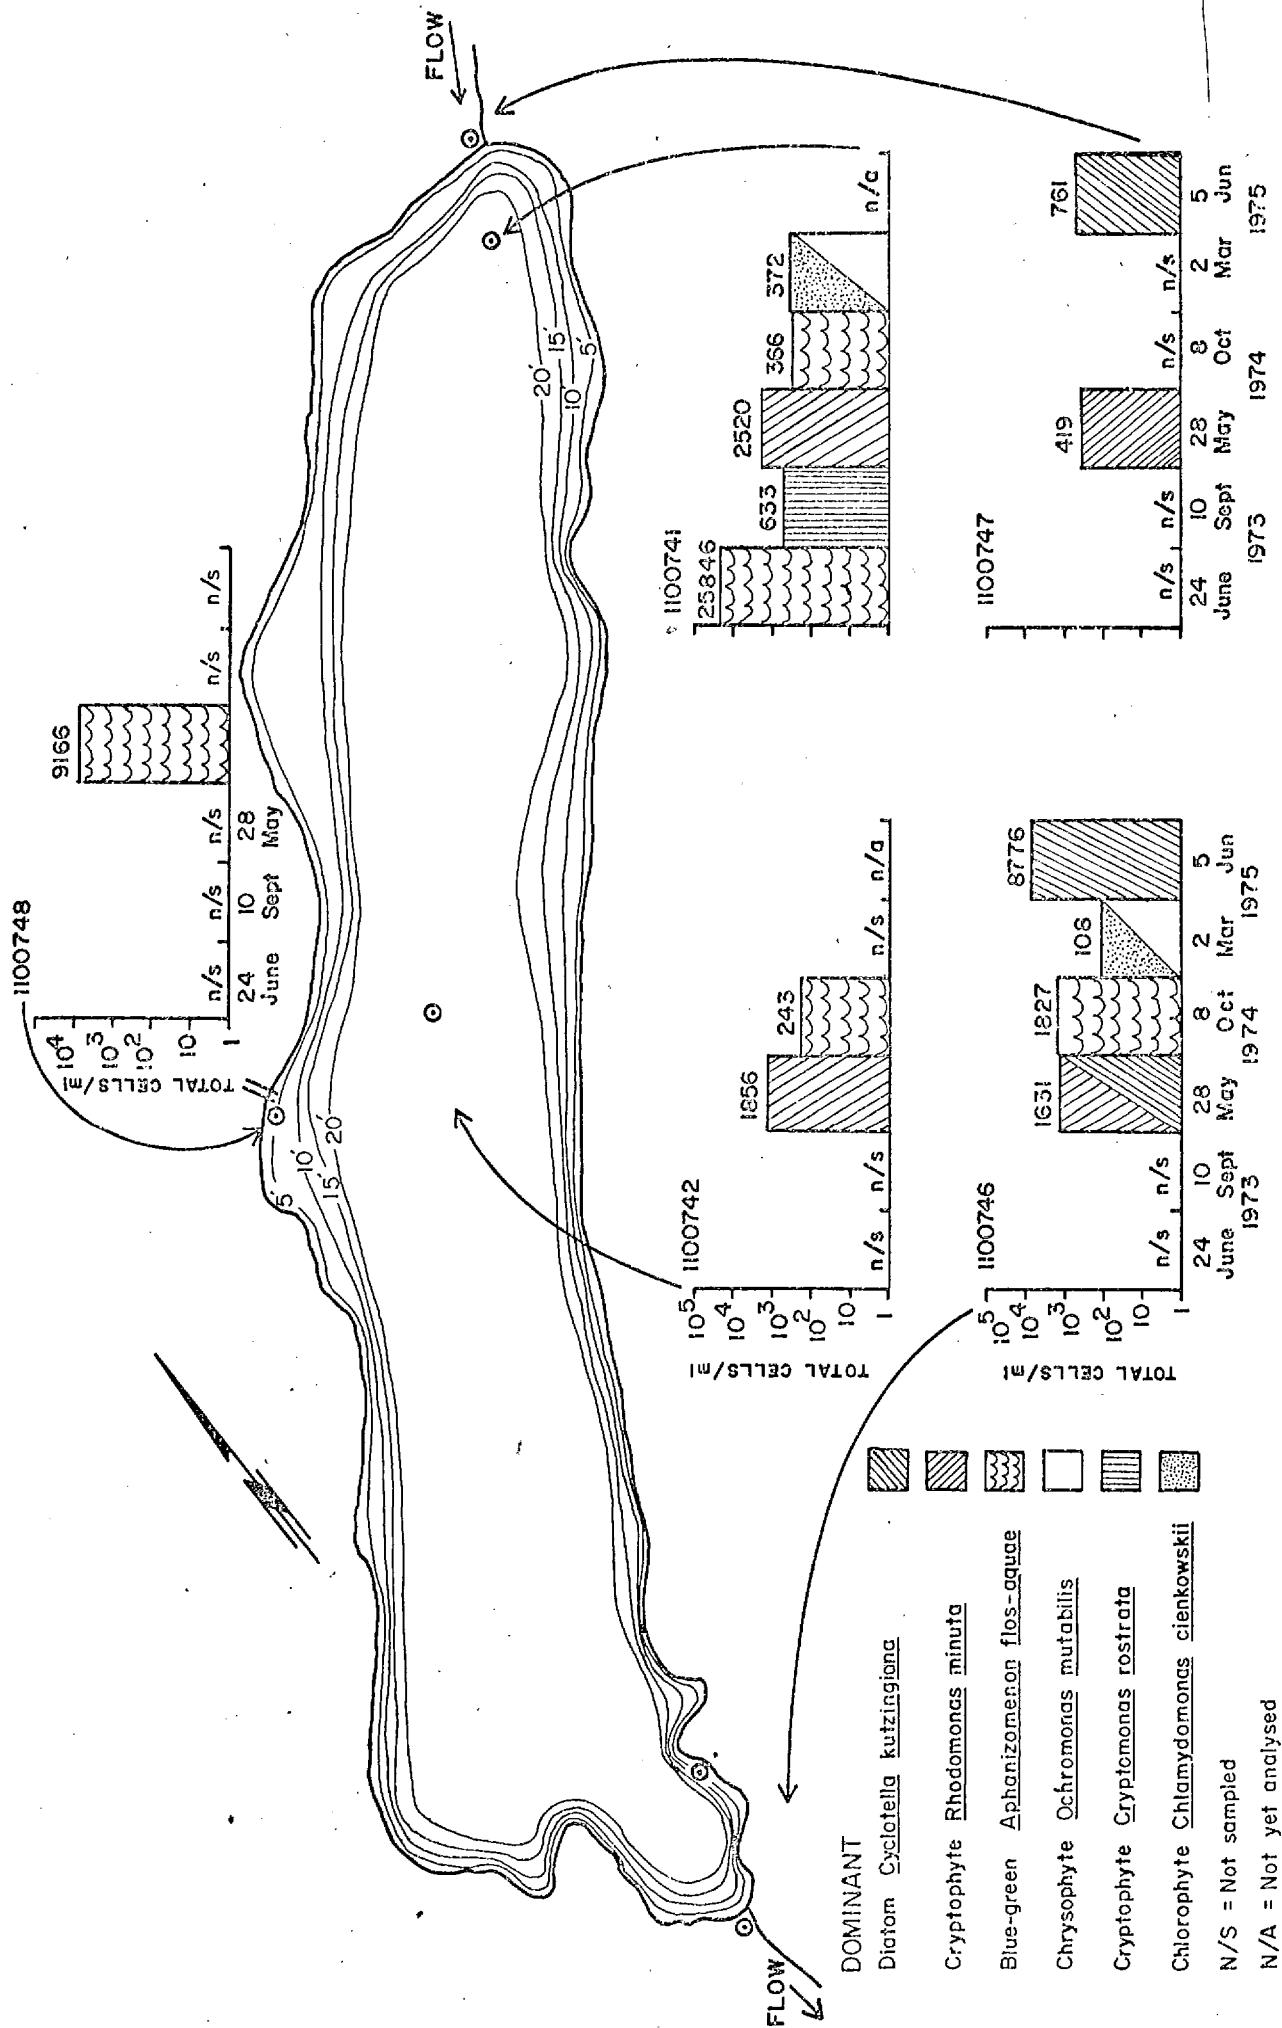 1100748
TOTAL CELLS/ml
10⁴
10³
10²
10
1
9166
n/s n/s n/s n/s n/s
24 10 28
June Sept May
FLOW
5' 10' 15' 20'
20' 15' 10' 5'
1100742
TOTAL CELLS/ml
10⁵
10⁴
10³
10²
10
1
1856 243
n/s n/s n/s n/a
1100741
25846 633 2520 366 372
n/c
1100746
TOTAL CELLS/ml
10⁵
10⁴
10³
10²
10
1
1631 1827 108 8776
n/s n/s
24 10 28 8 2 5
June Sept May Oct Mar Jun
1973 1974 1975
1100747
419 761
n/s n/s n/s n/s
24 10 28 8 2 5
June Sept May Oct Mar Jun
1973 1974 1975
FLOW
DOMINANT
Diatom Cyclotella kutzingiana
Cryptophyte Rhodomonas minuta
Blue-green Aphanizomenon flos-aquae
Chrysophyte Ochromonas mutabilis
Cryptophyte Cryptomonas rostrata
Chlorophyte Chlamydomonas cienkowskii
N/S = Not sampled
N/A = Not yet analysed